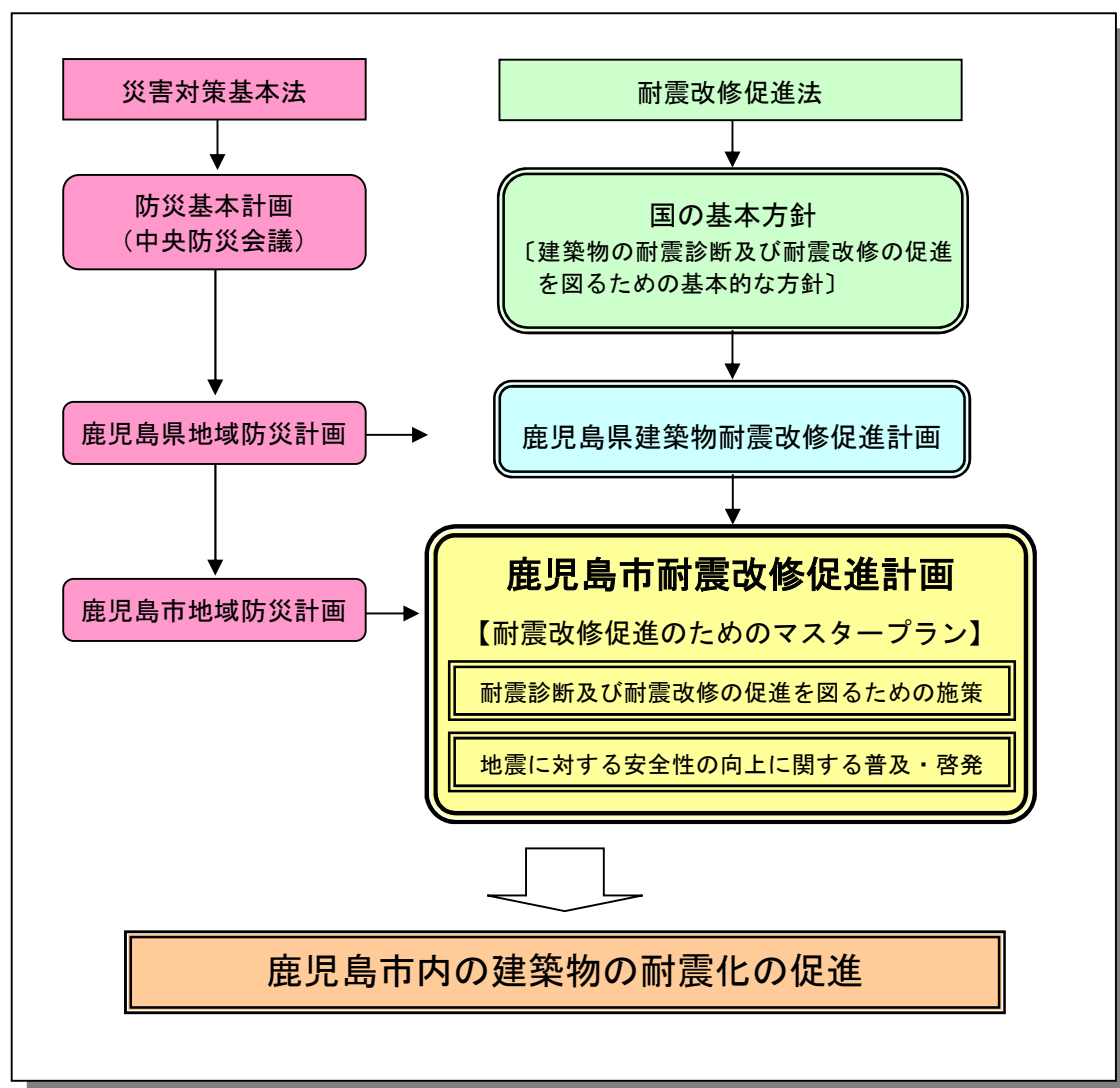 災害対策基本法
防災基本計画
（中央防災会議）
鹿児島県地域防災計画
鹿児島市地域防災計画
耐震改修促進法
国の基本方針
〔建築物の耐震診断及び耐震改修の促進
を図るための基本的な方針〕
鹿児島県建築物耐震改修促進計画
鹿児島市耐震改修促進計画
【耐震改修促進のためのマスタープラン】
耐震診断及び耐震改修の促進を図るための施策
地震に対する安全性の向上に関する普及・啓発
鹿児島市内の建築物の耐震化の促進